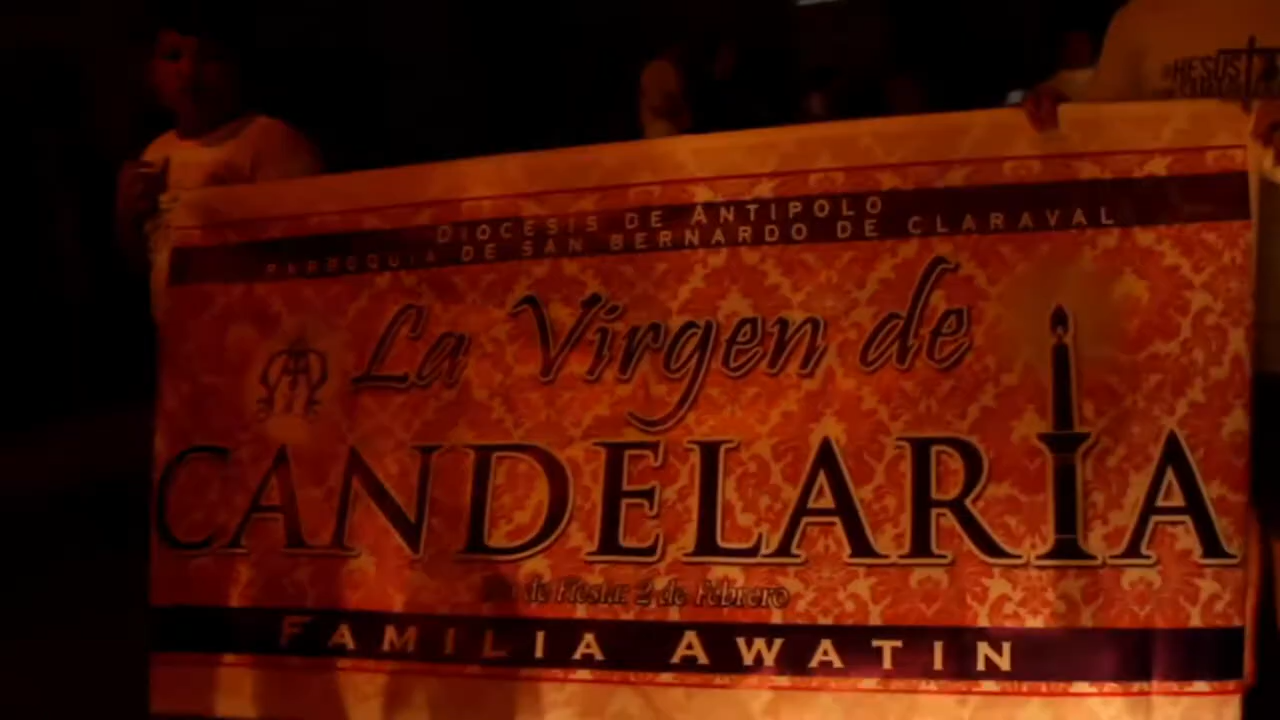 HESUS
DIOCESIS DE ANTIPOLO
PARROQUIA DE SAN BERNARDO DE CLARAVAL
La Virgen de
CANDELARIA
de Fiesta: 2 de Febrero
FAMILIA AWATIN